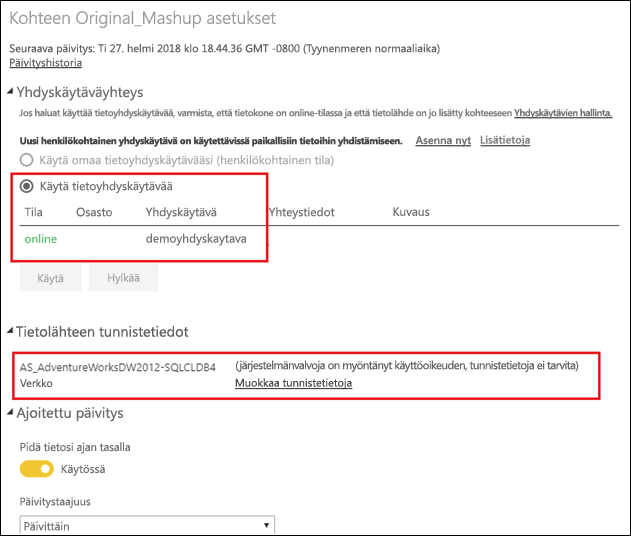 Kohteen Original_Mashup asetukset
Seuraava päivitys: Ti 27. helmi 2018 klo 18.44.36 GMT -0800 (Tyynenmeren normaaliaika)
Päivityshistoria
Yhdyskäytäväyhteys
Jos haluat käyttää tietoyhdyskäytävää, varmista, että tietokone on online-tilassa ja että tietolähde on jo lisätty kohteeseen Yhdyskäytävien hallinta.
Uusi henkilökohtainen yhdyskäytävä on käytettävissä paikallisiin tietoihin yhdistämiseen. Asenna nyt Lisätietoja
Käytä omaa tietoyhdyskäytävääsi (henkilökohtainen tila)
Käytä tietoyhdyskäytävää
Tila Osasto Yhdyskäytävä Yhteystiedot Kuvaus
online demoyhdyskaytava
Käytä Hylkää
Tietolähteen tunnistetiedot
AS_AdventureWorksDW2012-SQLCLDB4 (järjestelmänvalvoja on myöntänyt käyttöoikeuden, tunnistetietoja ei tarvita)
Verkko Muokkaa tunnistetietoja
Ajoitettu päivitys
Pidä tietosi ajan tasalla
Käytössä
Päivitystaajuus
Päivittäin